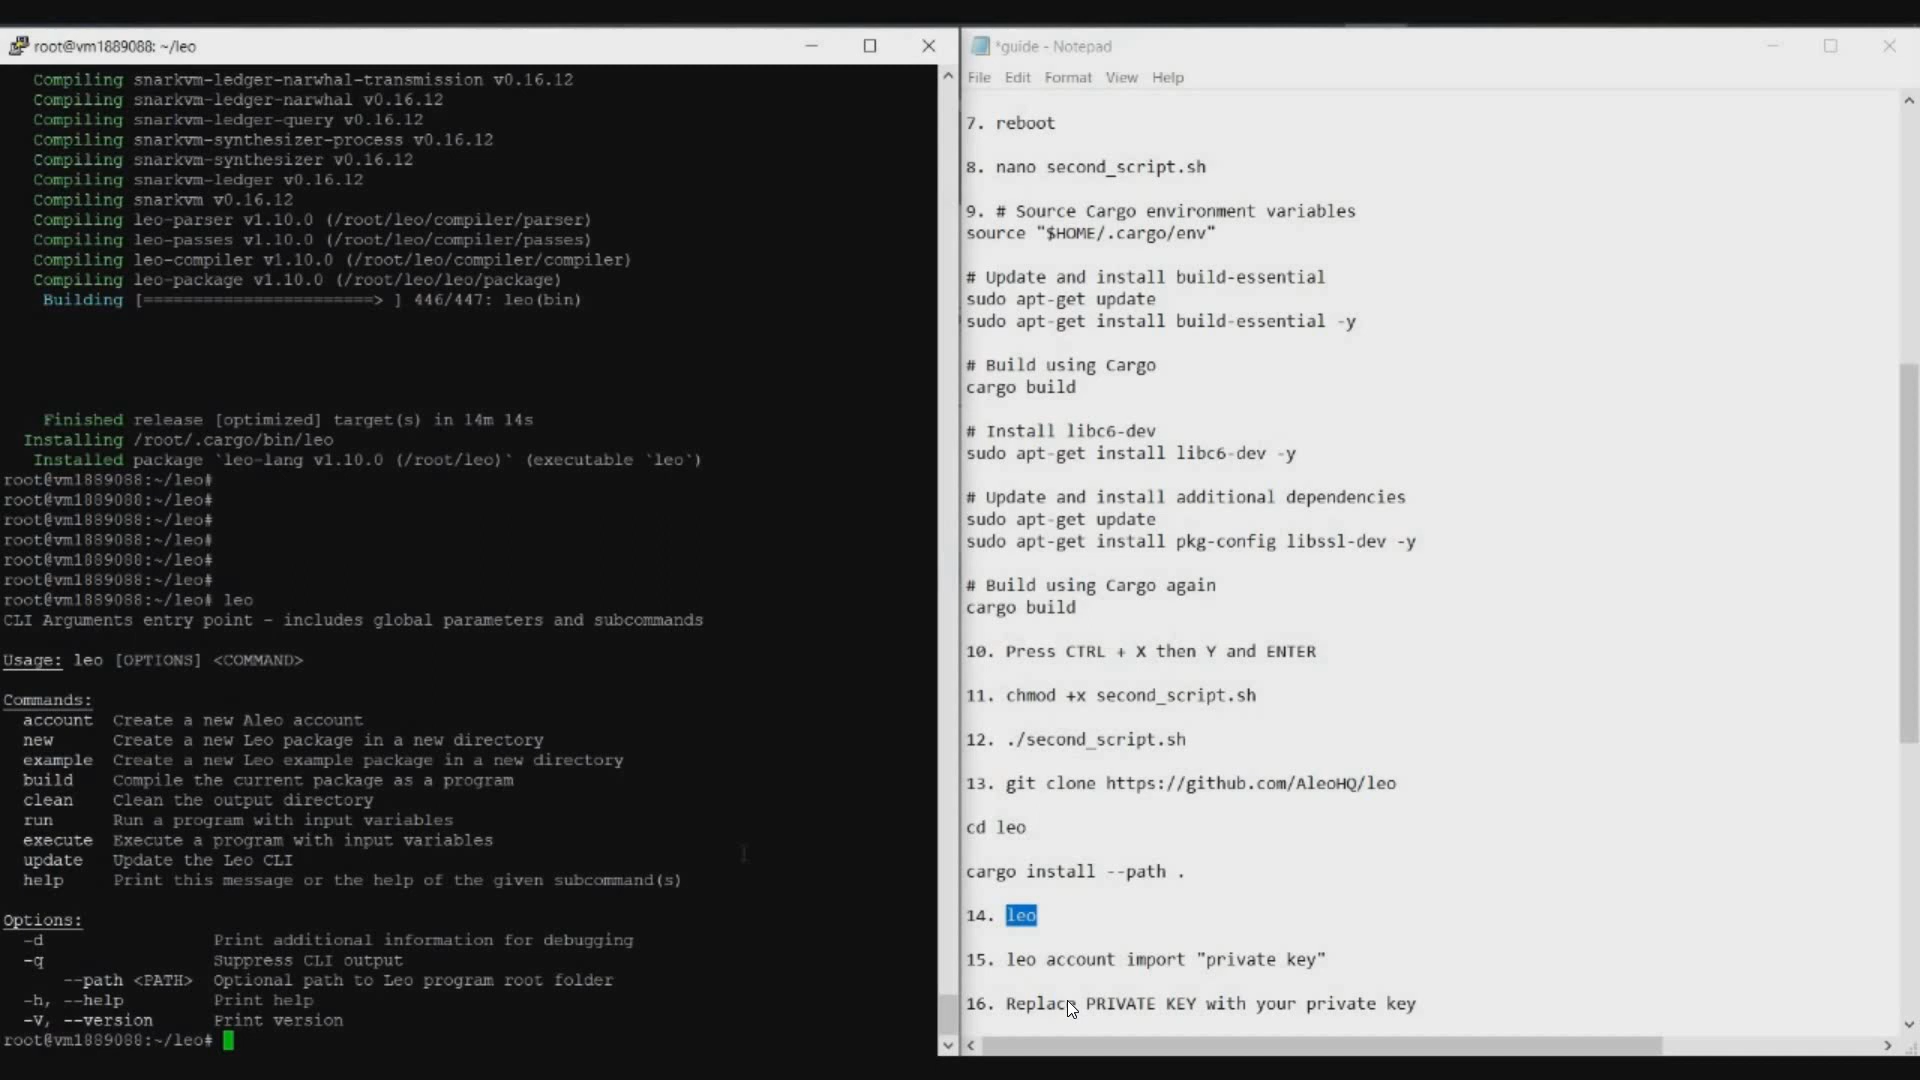 root@vm1889088: ~/leo
Compiling snarkvm-ledger-narwhal-transmission v0.16.12
Compiling snarkvm-ledger-narwhal v0.16.12
Compiling snarkvm-ledger-query v0.16.12
Compiling snarkvm-synthesizer-process v0.16.12
Compiling snarkvm-synthesizer v0.16.12
Compiling snarkvm-ledger v0.16.12
Compiling snarkvm v0.16.12
Compiling leo-parser v1.10.0 (/root/leo/compiler/parser)
Compiling leo-passes v1.10.0 (/root/leo/compiler/passes)
Compiling leo-compiler v1.10.0 (/root/leo/compiler/compiler)
Compiling leo-package v1.10.0 (/root/leo/leo/package)
Building [=======================> ] 446/447: leo(bin)
Finished release [optimized] target(s) in 14m 14s
Installing /root/.cargo/bin/leo
Installed package `leo-lang v1.10.0 (/root/leo)` (executable `leo`)
root@vm1889088:~/leo#
root@vm1889088:~/leo#
root@vm1889088:~/leo#
root@vm1889088:~/leo#
root@vm1889088:~/leo#
root@vm1889088:~/leo#
root@vm1889088:~/leo# leo
CLI Arguments entry point - includes global parameters and subcommands
Usage: leo [OPTIONS] <COMMAND>
Commands:
account Create a new Aleo account
new Create a new Leo package in a new directory
example Create a new Leo example package in a new directory
build Compile the current package as a program
clean Clean the output directory
run Run a program with input variables
execute Execute a program with input variables
update Update the Leo CLI
help Print this message or the help of the given subcommand(s)
Options:
-d Print additional information for debugging
-q Suppress CLI output
--path <PATH> Optional path to Leo program root folder
-h, --help Print help
-V, --version Print version
root@vm1889088:~/leo#
*guide - Notepad
File Edit Format View Help
7. reboot
8. nano second_script.sh
9. # Source Cargo environment variables
source "$HOME/.cargo/env"
# Update and install build-essential
sudo apt-get update
sudo apt-get install build-essential -y
# Build using Cargo
cargo build
# Install libc6-dev
sudo apt-get install libc6-dev -y
# Update and install additional dependencies
sudo apt-get update
sudo apt-get install pkg-config libssl-dev -y
# Build using Cargo again
cargo build
10. Press CTRL + X then Y and ENTER
11. chmod +x second_script.sh
12. ./second_script.sh
13. git clone https://github.com/AleoHQ/leo
cd leo
cargo install --path .
14. leo
15. leo account import "private key"
16. Replace PRIVATE KEY with your private key